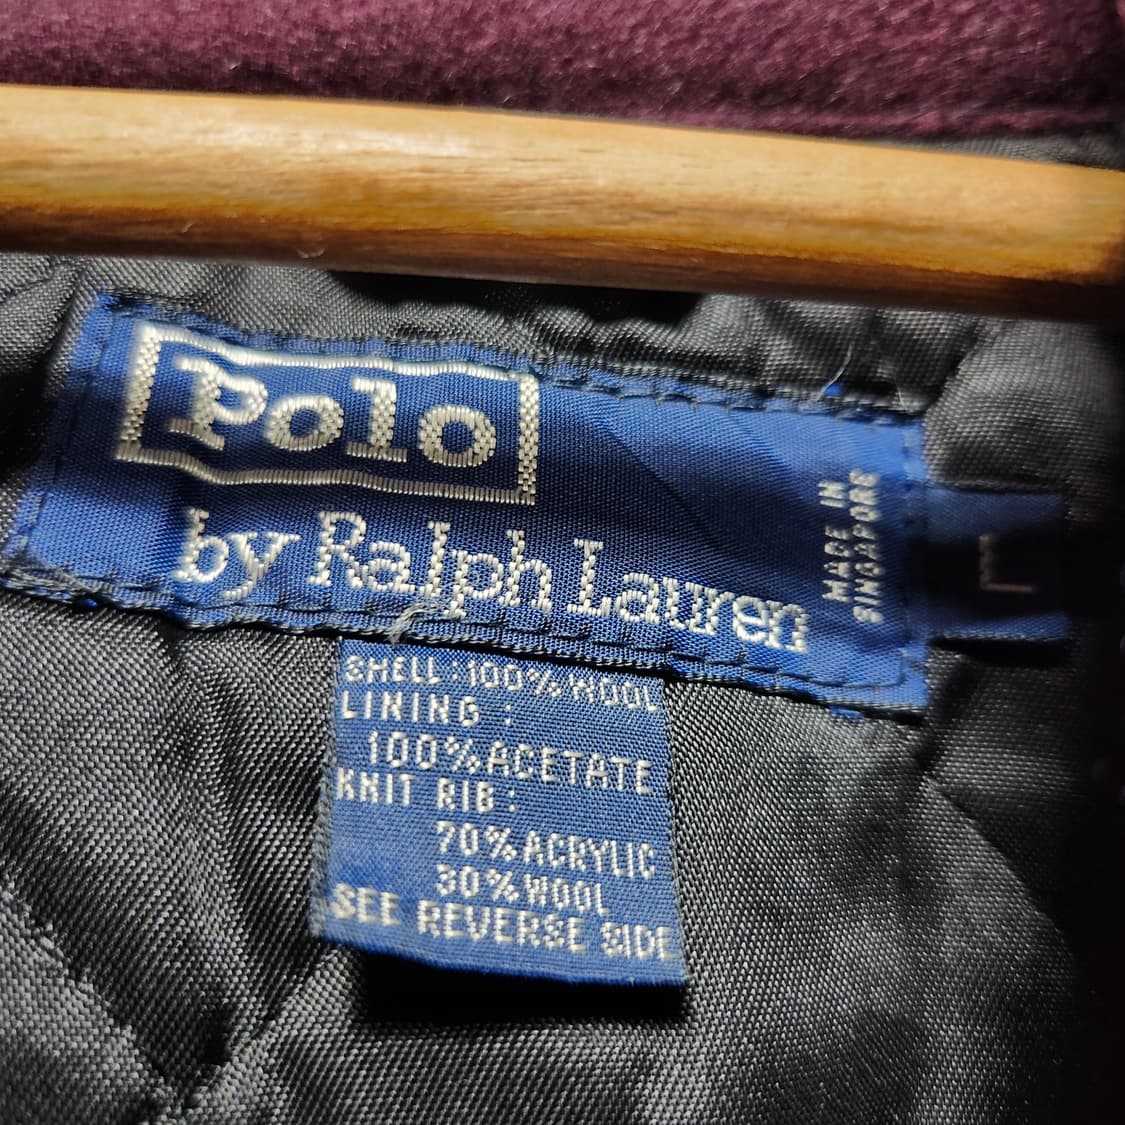 Polo
by Ralph Lauren
MADE IN
SINGAPORE
L
SHELL:100%WOOL
LINING :
100%ACETATE
KNIT RIB:
70%ACRYLIC
30%WOOL
SEE REVERSE SIDE